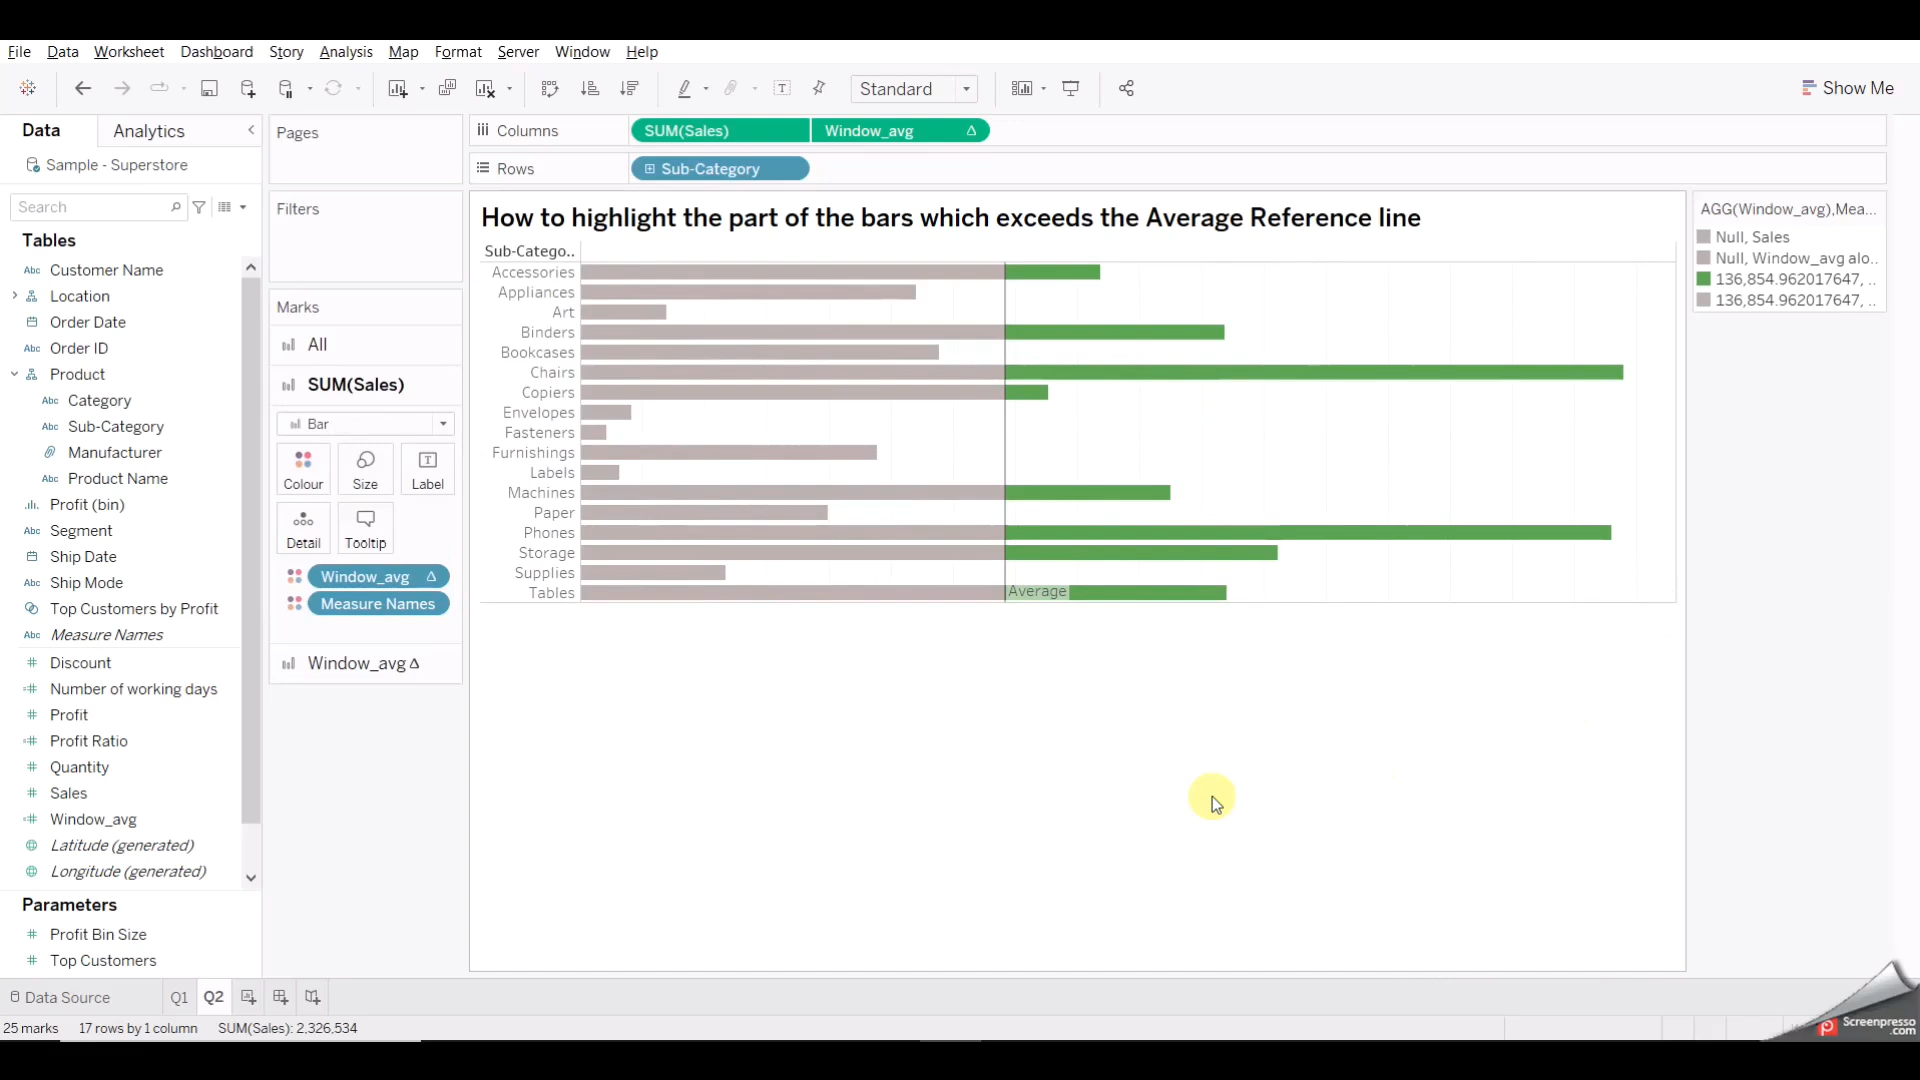 File Data Worksheet Dashboard Story Analysis Map Format Server Window Help
Standard
Show Me
Data Analytics
Sample - Superstore
Search
Tables
Customer Name
Location
Order Date
Order ID
Product
Category
Sub-Category
Manufacturer
Product Name
Profit (bin)
Segment
Ship Date
Ship Mode
Top Customers by Profit
Measure Names
Discount
Number of working days
Profit
Profit Ratio
Quantity
Sales
Window_avg
Latitude (generated)
Longitude (generated)
Parameters
Profit Bin Size
Top Customers
Pages
Filters
Marks
All
SUM(Sales)
Bar
Colour Size Label
Detail Tooltip
Window_avg
Measure Names
Window_avg
Columns SUM(Sales) Window_avg
Rows Sub-Category
How to highlight the part of the bars which exceeds the Average Reference line
Sub-Catego..
Accessories
Appliances
Art
Binders
Bookcases
Chairs
Copiers
Envelopes
Fasteners
Furnishings
Labels
Machines
Paper
Phones
Storage
Supplies
Tables
Average
AGG(Window_avg),Mea...
Null, Sales
Null, Window_avg alo..
136,854.962017647, ..
136,854.962017647, ..
Data Source Q1 Q2
25 marks 17 rows by 1 column SUM(Sales): 2,326,534
Screenpresso
.com